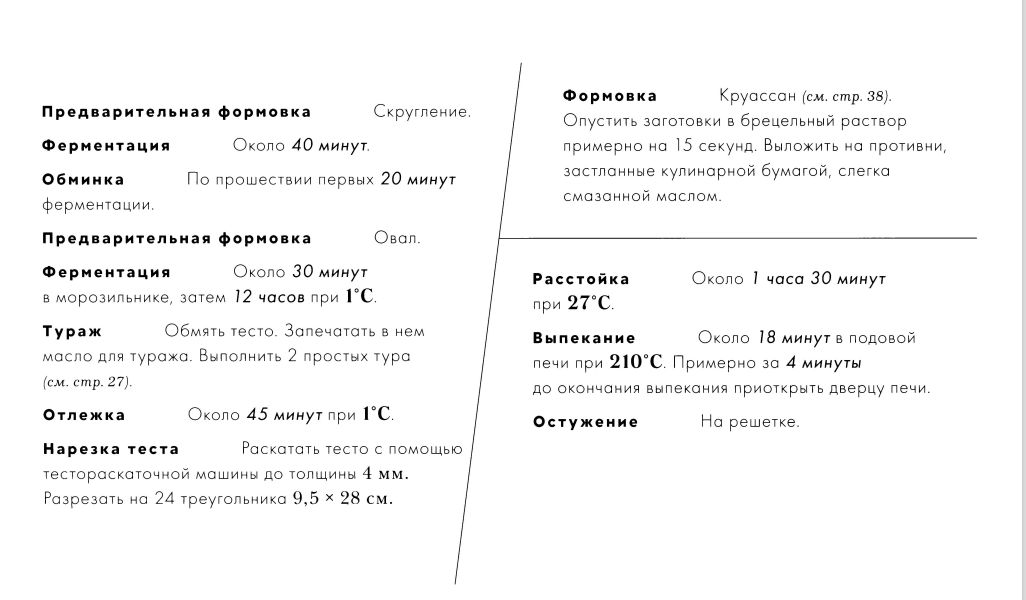 Предварительная формовка Скругление.
Ферментация Около 40 минут.
Обминка По прошествии первых 20 минут
ферментации.
Предварительная формовка Овал.
Ферментация Около 30 минут
в морозильнике, затем 12 часов при 1°C.
Тураж Обмять тесто. Запечатать в нем
масло для туража. Выполнить 2 простых тура
(см. стр. 27).
Отлежка Около 45 минут при 1°C.
Нарезка теста Раскатать тесто с помощью
тестораскаточной машины до толщины 4 мм.
Разрезать на 24 треугольника 9,5 × 28 см.
Формовка Круассан (см. стр. 38).
Опустить заготовки в брецельный раствор
примерно на 15 секунд. Выложить на противни,
застланные кулинарной бумагой, слегка
смазанной маслом.
Расстойка Около 1 часа 30 минут
при 27°C.
Выпекание Около 18 минут в подовой
печи при 210°C. Примерно за 4 минуты
до окончания выпекания приоткрыть дверцу печи.
Остужение На решетке.